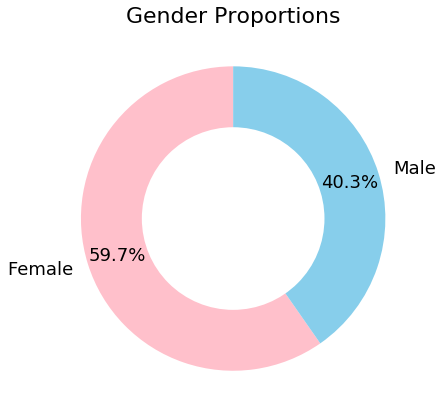 Gender Proportions
Male
40.3%
59.7%
Female